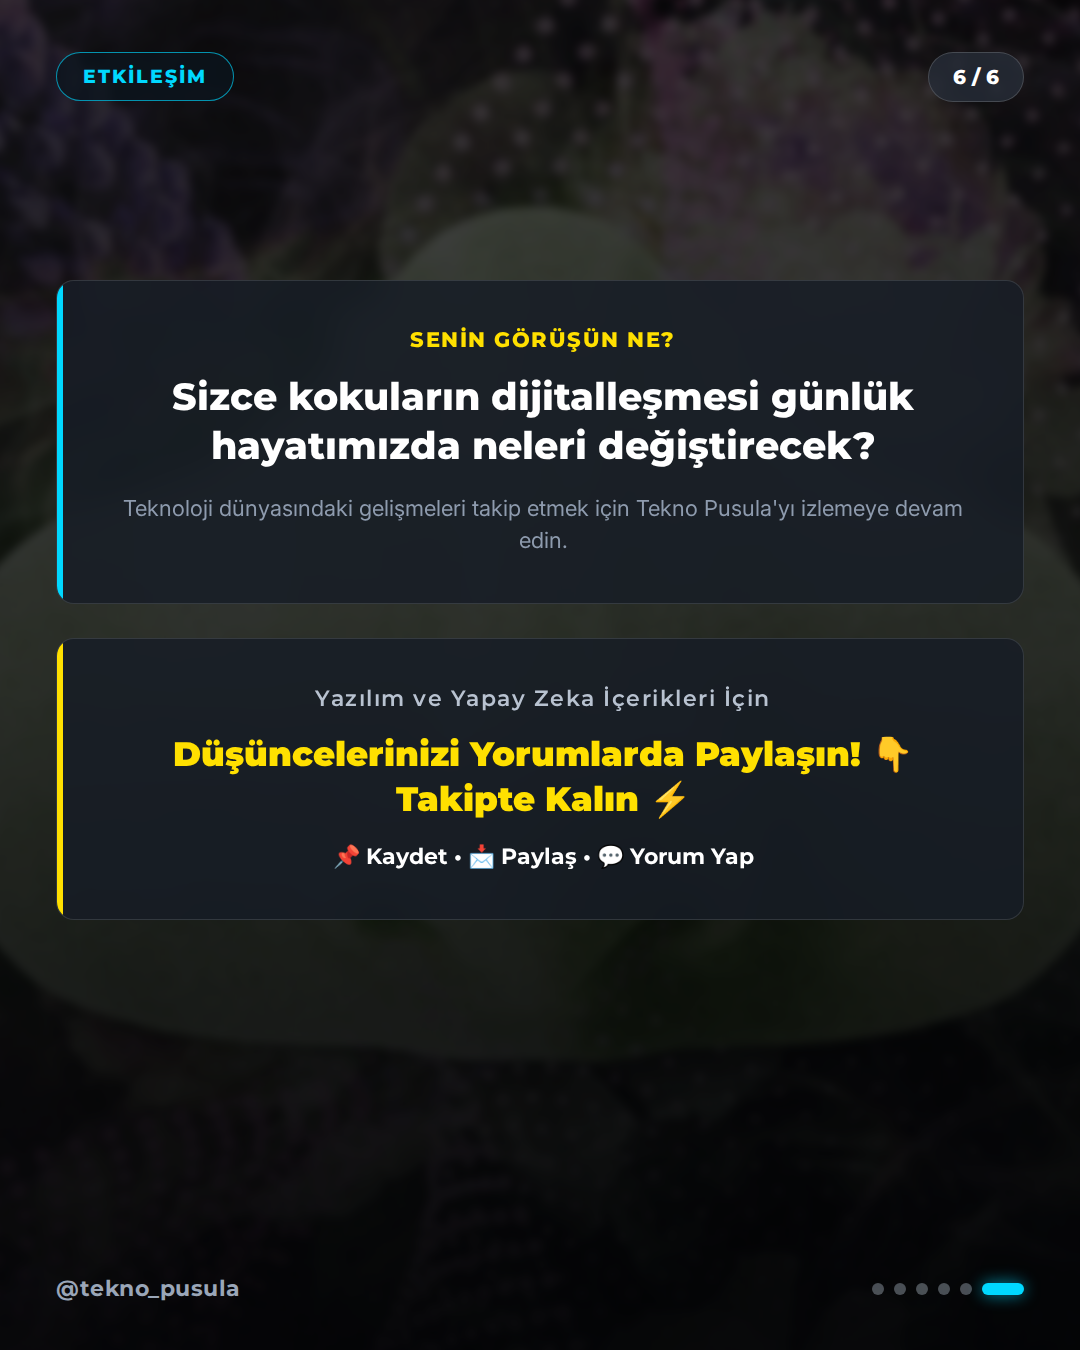 ETKİLEŞİM
6 / 6
SENİN GÖRÜŞÜN NE?
Sizce kokuların dijitalleşmesi günlük
hayatımızda neleri değiştirecek?
Teknoloji dünyasındaki gelişmeleri takip etmek için Tekno Pusula'yı izlemeye devam
edin.
Yazılım ve Yapay Zeka İçerikleri İçin
Düşüncelerinizi Yorumlarda Paylaşın! 👇
Takipte Kalın ⚡
📌 Kaydet • 📩 Paylaş • 💬 Yorum Yap
@tekno_pusula